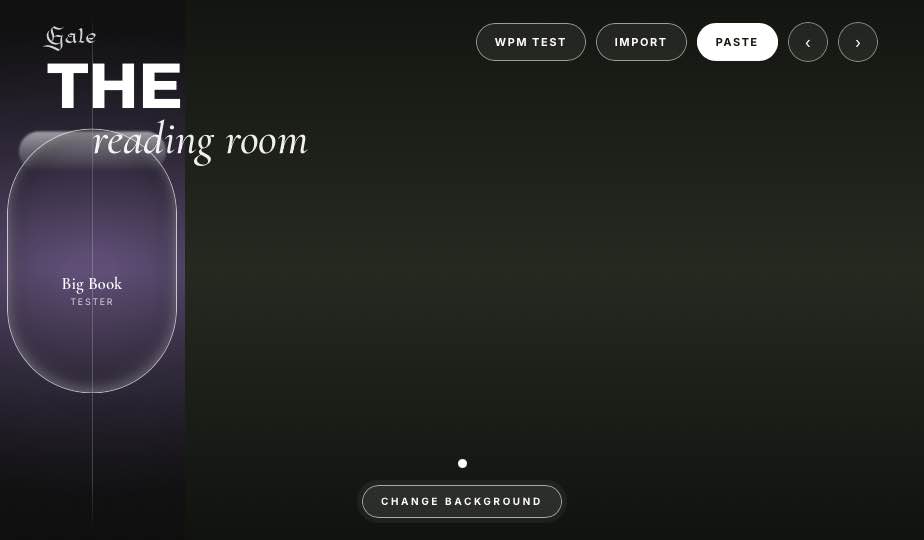 Gale
WPM TEST IMPORT PASTE ‹ ›
THE
reading room
Big Book
TESTER
CHANGE BACKGROUND